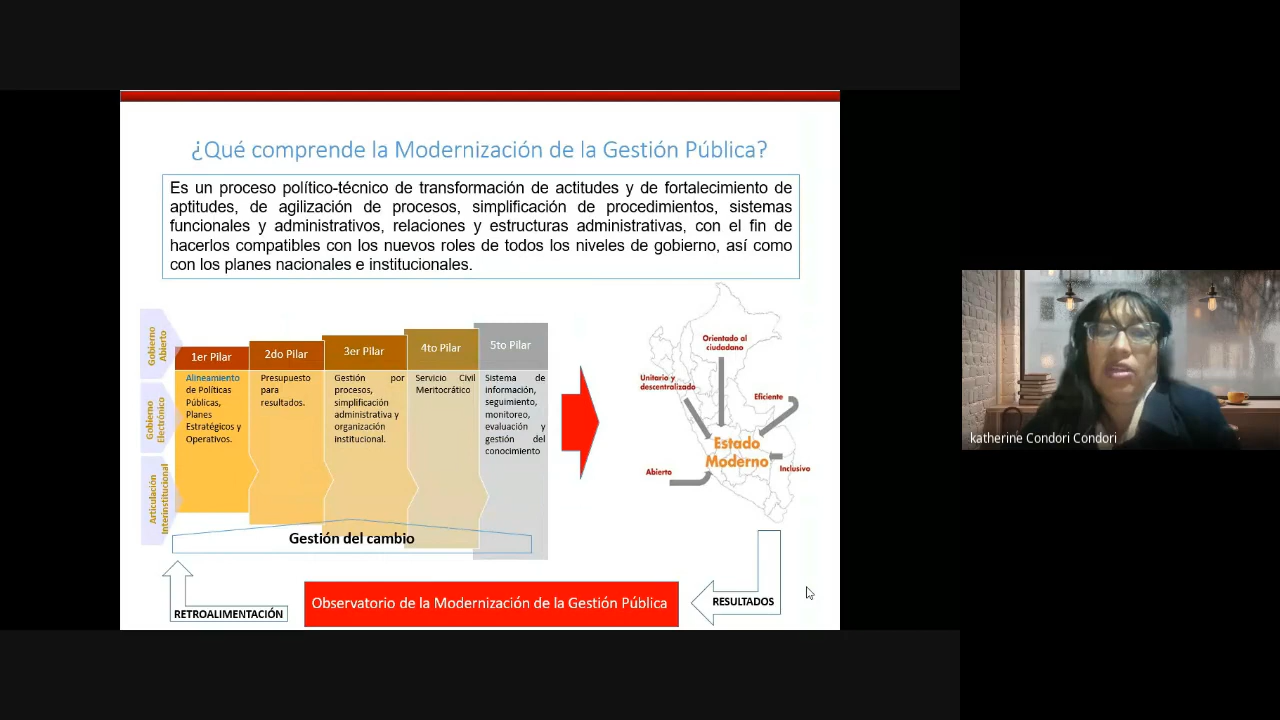 ¿Qué comprende la Modernización de la Gestión Pública?
Es un proceso político-técnico de transformación de actitudes y de fortalecimiento de
aptitudes, de agilización de procesos, simplificación de procedimientos, sistemas
funcionales y administrativos, relaciones y estructuras administrativas, con el fin de
hacerlos compatibles con los nuevos roles de todos los niveles de gobierno, así como
con los planes nacionales e institucionales.
Gobierno
Abierto
Gobierno
Electrónico
Articulación
Interinstitucional
1er Pilar
Alineamiento
de Políticas
Públicas,
Planes
Estratégicos y
Operativos.
2do Pilar
Presupuesto
para
resultados.
3er Pilar
Gestión por
procesos,
simplificación
administrativa y
organización
institucional.
4to Pilar
Servicio Civil
Meritocrático
5to Pilar
Sistema de
información,
seguimiento,
monitoreo,
evaluación y
gestión del
conocimiento
Gestión del cambio
Orientado al
ciudadano
Unitario y
descentralizado
Eficiente
Estado
Moderno
Inclusivo
Abierto
RETROALIMENTACIÓN
Observatorio de la Modernización de la Gestión Pública
RESULTADOS
katherine Condori Condori